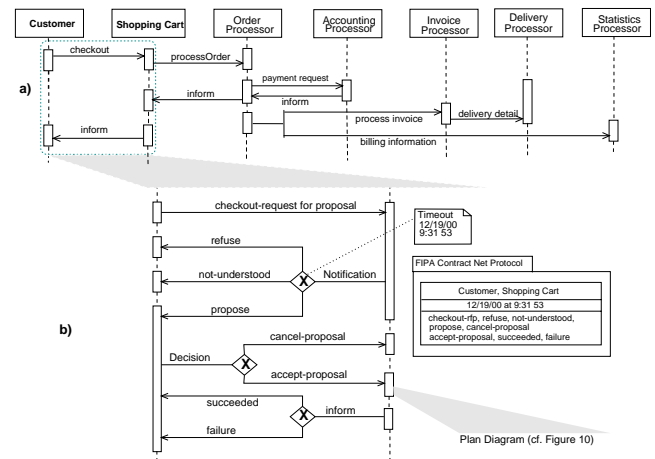 Customer
Shopping Cart
Order
Processor
Accounting
Processor
Invoice
Processor
Delivery
Processor
Statistics
Processor
checkout
processOrder
payment request
a)
inform
inform
process invoice
delivery detail
inform
billing information
checkout-request for proposal
Timeout
12/19/00
9:31 53
refuse
FIPA Contract Net Protocol
not-understood
X
Notification
Customer, Shopping Cart
12/19/00 at 9:31 53
checkout-rfp, refuse, not-understood,
propose, cancel-proposal
accept-proposal, succeeded, failure
propose
b)
cancel-proposal
Decision
X
accept-proposal
succeeded
X
inform
failure
Plan Diagram (cf. Figure 10)